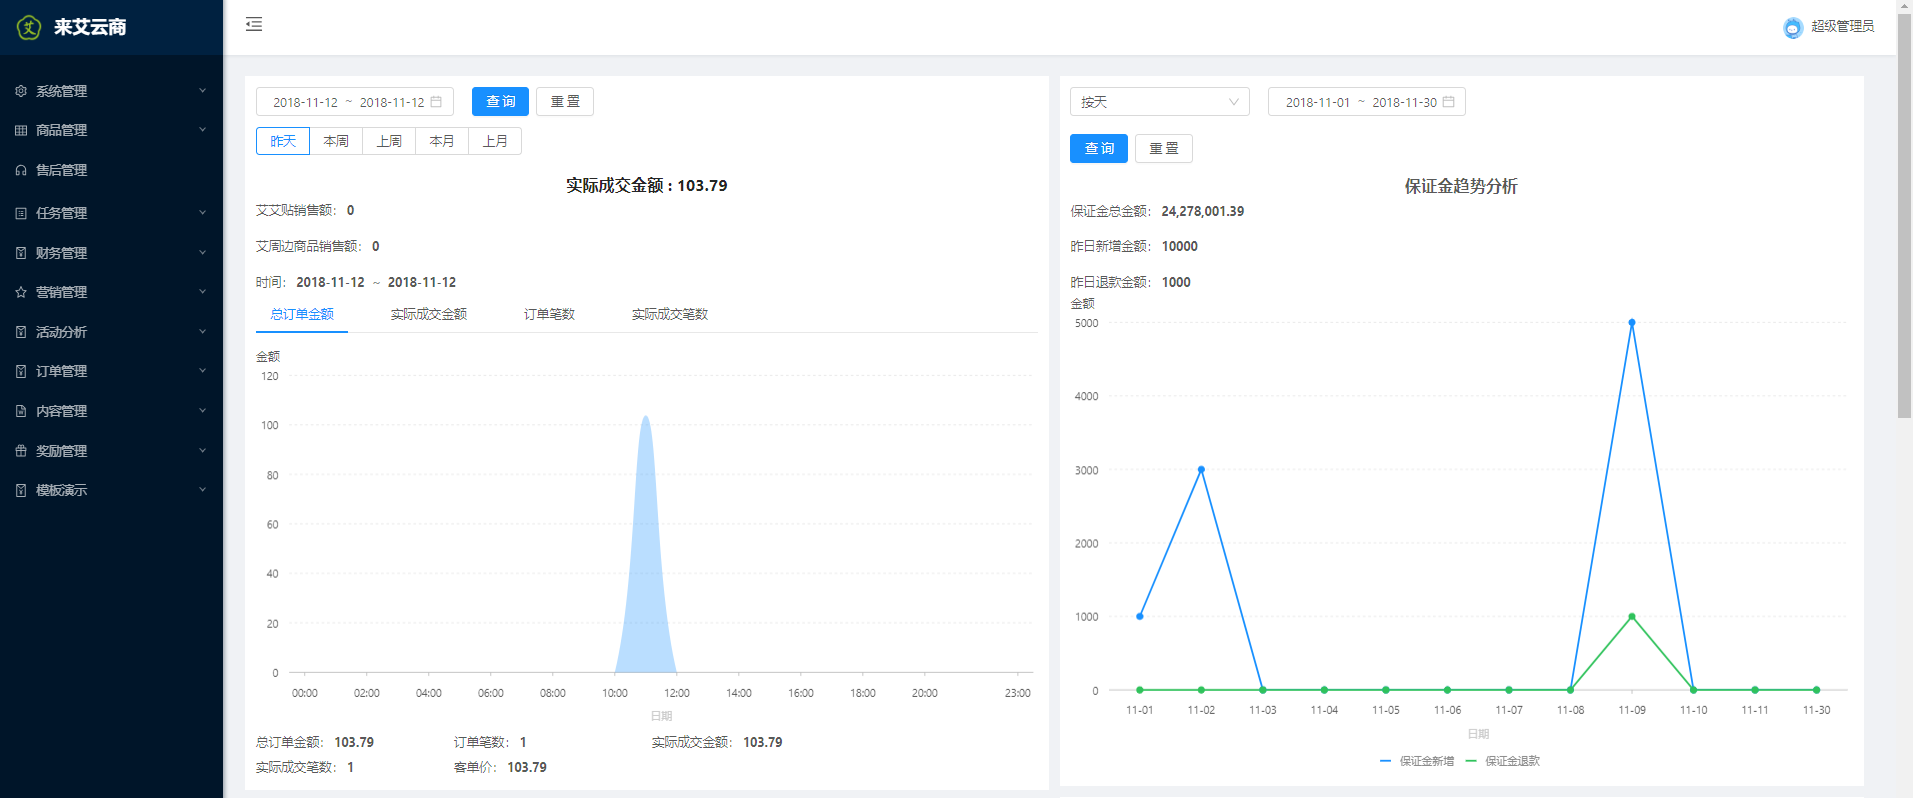 来艾云商
超级管理员
系统管理
商品管理
售后管理
任务管理
财务管理
营销管理
活动分析
订单管理
内容管理
奖励管理
模板演示
2018-11-12 ~ 2018-11-12 查询 重置
昨天 本周 上周 本月 上月
实际成交金额 : 103.79
艾艾贴销售额: 0
艾周边商品销售额: 0
时间: 2018-11-12 ~ 2018-11-12
总订单金额 实际成交金额 订单笔数 实际成交笔数
金额
120
100
80
60
40
20
0
00:00 02:00 04:00 06:00 08:00 10:00 12:00 14:00 16:00 18:00 20:00 23:00
日期
总订单金额: 103.79 订单笔数: 1 实际成交金额: 103.79
实际成交笔数: 1 客单价: 103.79
按天 2018-11-01 ~ 2018-11-30
查询 重置
保证金趋势分析
保证金总金额: 24,278,001.39
昨日新增金额: 10000
昨日退款金额: 1000
金额
5000
4000
3000
2000
1000
0
11-01 11-02 11-03 11-04 11-05 11-06 11-07 11-08 11-09 11-10 11-11 11-30
日期
保证金新增 保证金退款